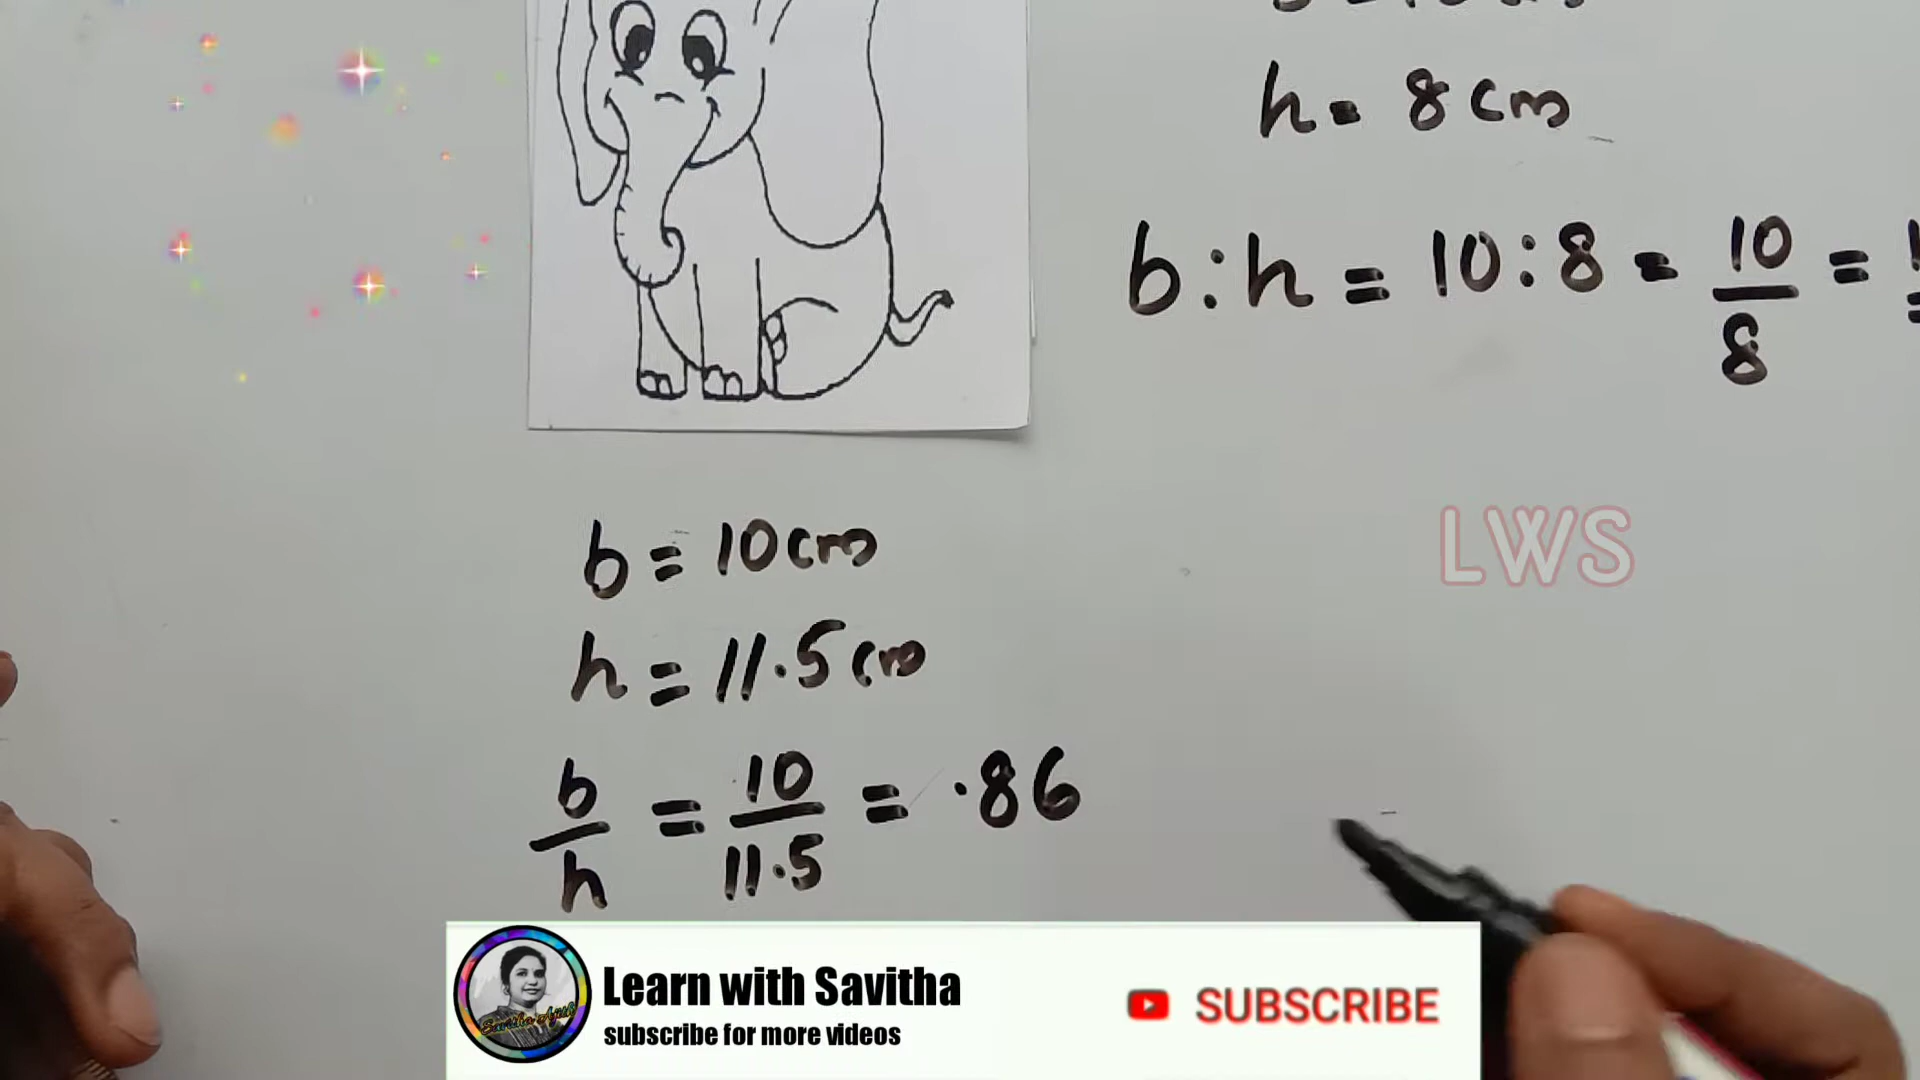 h = 8 cm
b : h = 10 : 8 = 10/8 =
b = 10 cm
h = 11.5 cm
b/h = 10/11.5 = .86
LWS
Learn with Savitha
subscribe for more videos
SUBSCRIBE